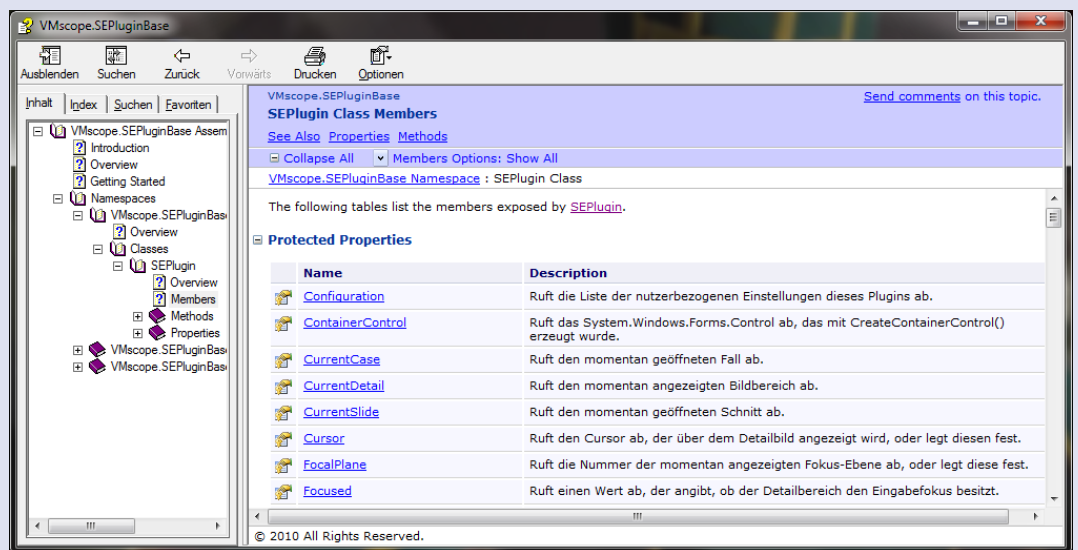 VMscope.SEPluginBase
Ausblenden Suchen Zurück Vorwärts Drucken Optionen
Inhalt Index Suchen Favoriten
VMscope.SEPluginBase Assem
Introduction
Overview
Getting Started
Namespaces
VMscope.SEPluginBas
Overview
Classes
SEPlugin
Overview
Members
Methods
Properties
VMscope.SEPluginBas
VMscope.SEPluginBas
VMscope.SEPluginBase
Send comments on this topic.
SEPlugin Class Members
See Also Properties Methods
Collapse All Members Options: Show All
VMscope.SEPluginBase Namespace : SEPlugin Class
The following tables list the members exposed by SEPlugin.
Protected Properties
Name Description
Configuration Ruft die Liste der nutzerbezogenen Einstellungen dieses Plugins ab.
ContainerControl Ruft das System.Windows.Forms.Control ab, das mit CreateContainerControl()
erzeugt wurde.
CurrentCase Ruft den momentan geöffneten Fall ab.
CurrentDetail Ruft den momentan angezeigten Bildbereich ab.
CurrentSlide Ruft den momentan geöffneten Schnitt ab.
Cursor Ruft den Cursor ab, der über dem Detailbild angezeigt wird, oder legt diesen fest.
FocalPlane Ruft die Nummer der momentan angezeigten Fokus-Ebene ab, oder legt diese fest.
Focused Ruft einen Wert ab, der angibt, ob der Detailbereich den Eingabefokus besitzt.
© 2010 All Rights Reserved.